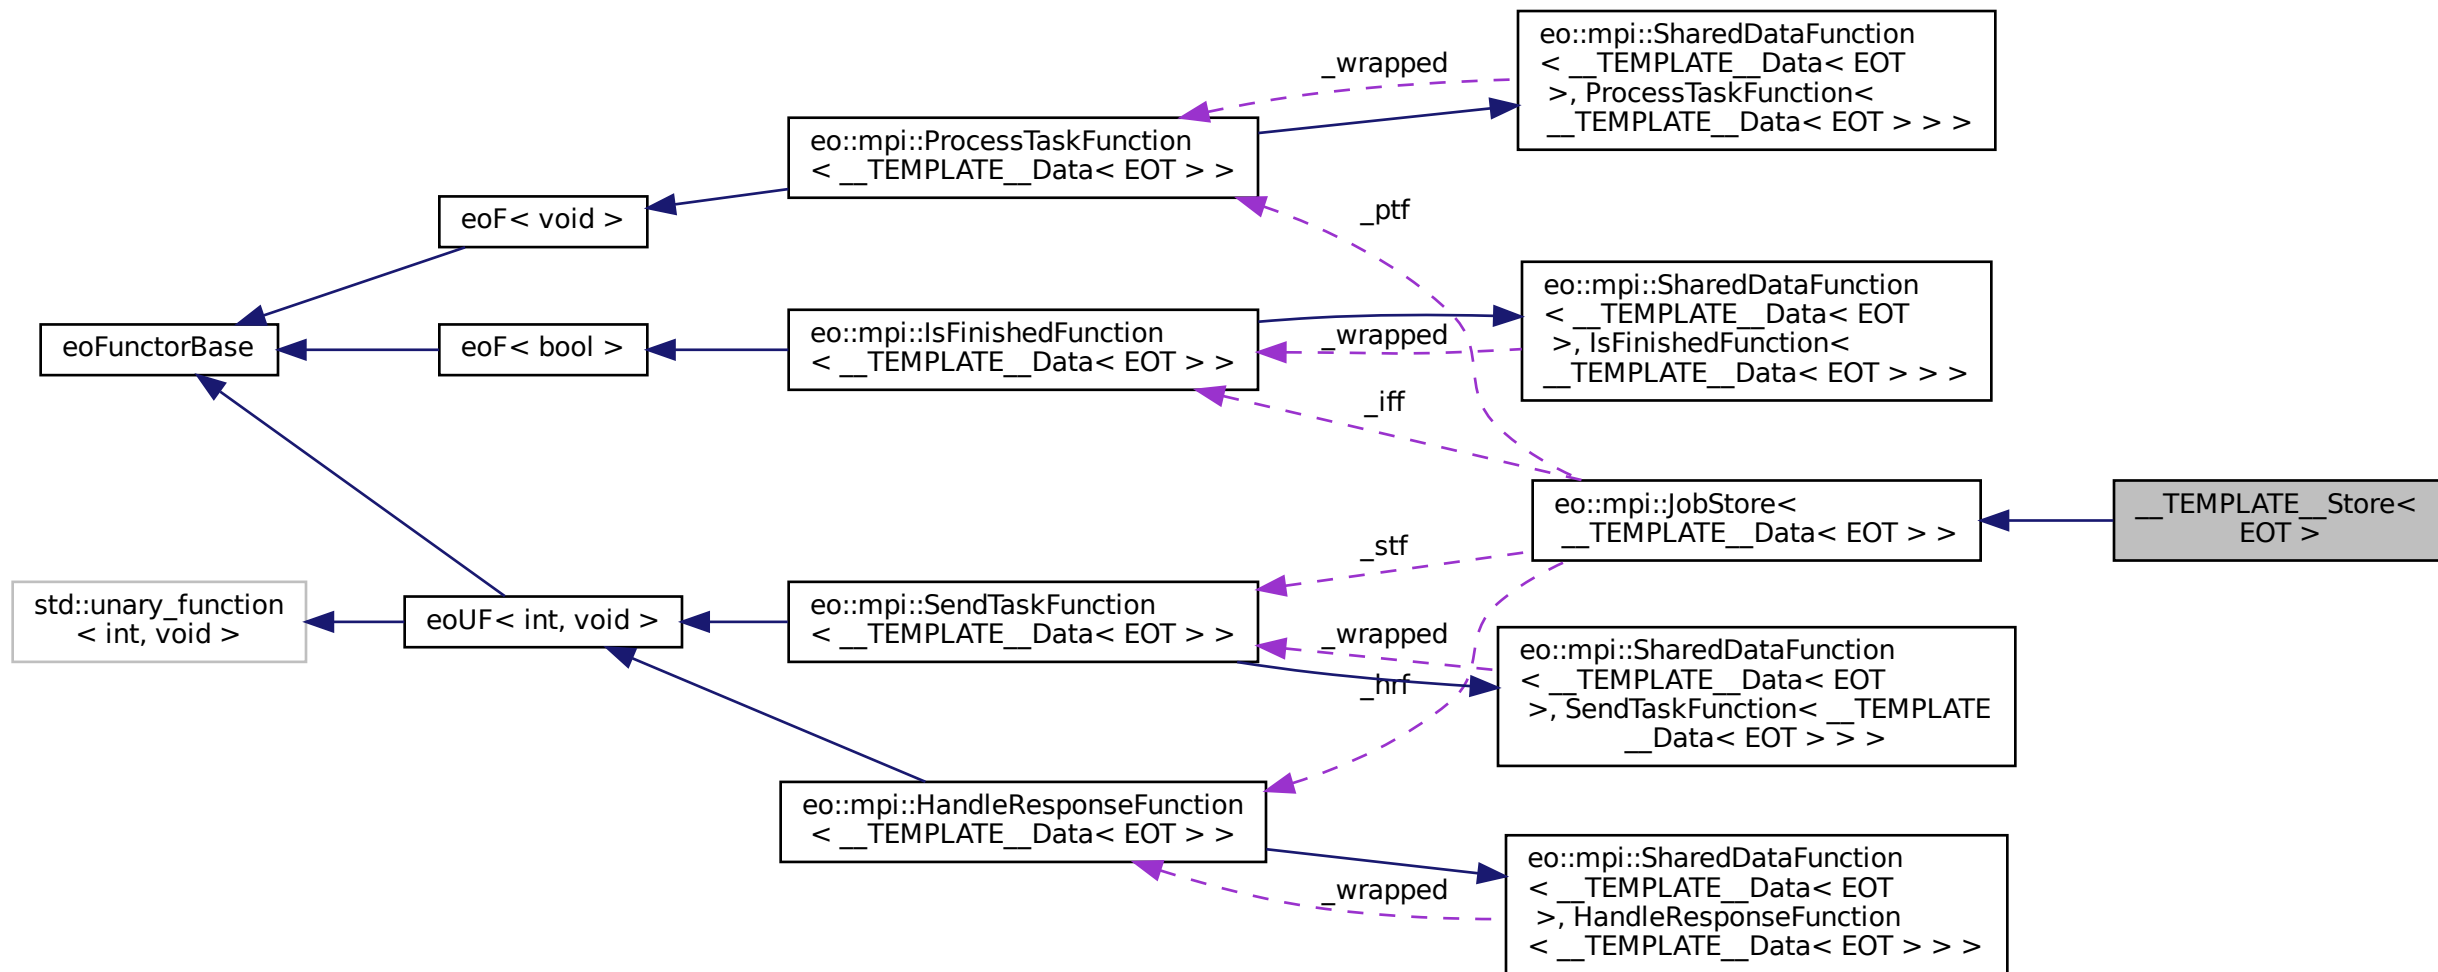 eo::mpi::SharedDataFunction
< __TEMPLATE__Data< EOT
>, ProcessTaskFunction<
__TEMPLATE__Data< EOT > > >
_wrapped
eo::mpi::ProcessTaskFunction
< __TEMPLATE__Data< EOT > >
eoF< void >
_ptf
eo::mpi::SharedDataFunction
< __TEMPLATE__Data< EOT
>, IsFinishedFunction<
__TEMPLATE__Data< EOT > > >
eoFunctorBase
eoF< bool >
eo::mpi::IsFinishedFunction
< __TEMPLATE__Data< EOT > >
_wrapped
_iff
eo::mpi::JobStore<
__TEMPLATE__Data< EOT > >
__TEMPLATE__Store<
EOT >
_stf
std::unary_function
< int, void >
eoUF< int, void >
eo::mpi::SendTaskFunction
< __TEMPLATE__Data< EOT > >
_wrapped
_hrf
eo::mpi::SharedDataFunction
< __TEMPLATE__Data< EOT
>, SendTaskFunction< __TEMPLATE
__Data< EOT > > >
eo::mpi::HandleResponseFunction
< __TEMPLATE__Data< EOT > >
_wrapped
eo::mpi::SharedDataFunction
< __TEMPLATE__Data< EOT
>, HandleResponseFunction
< __TEMPLATE__Data< EOT > > >